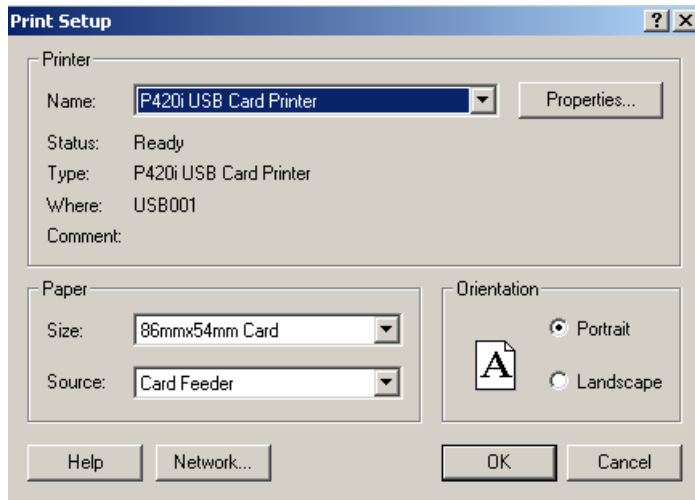 Print Setup
Printer
Name: P420i USB Card Printer Properties...
Status: Ready
Type: P420i USB Card Printer
Where: USB001
Comment:
Paper
Size: 86mmx54mm Card
Source: Card Feeder
Orientation
A
Portrait
Landscape
Help Network... OK Cancel